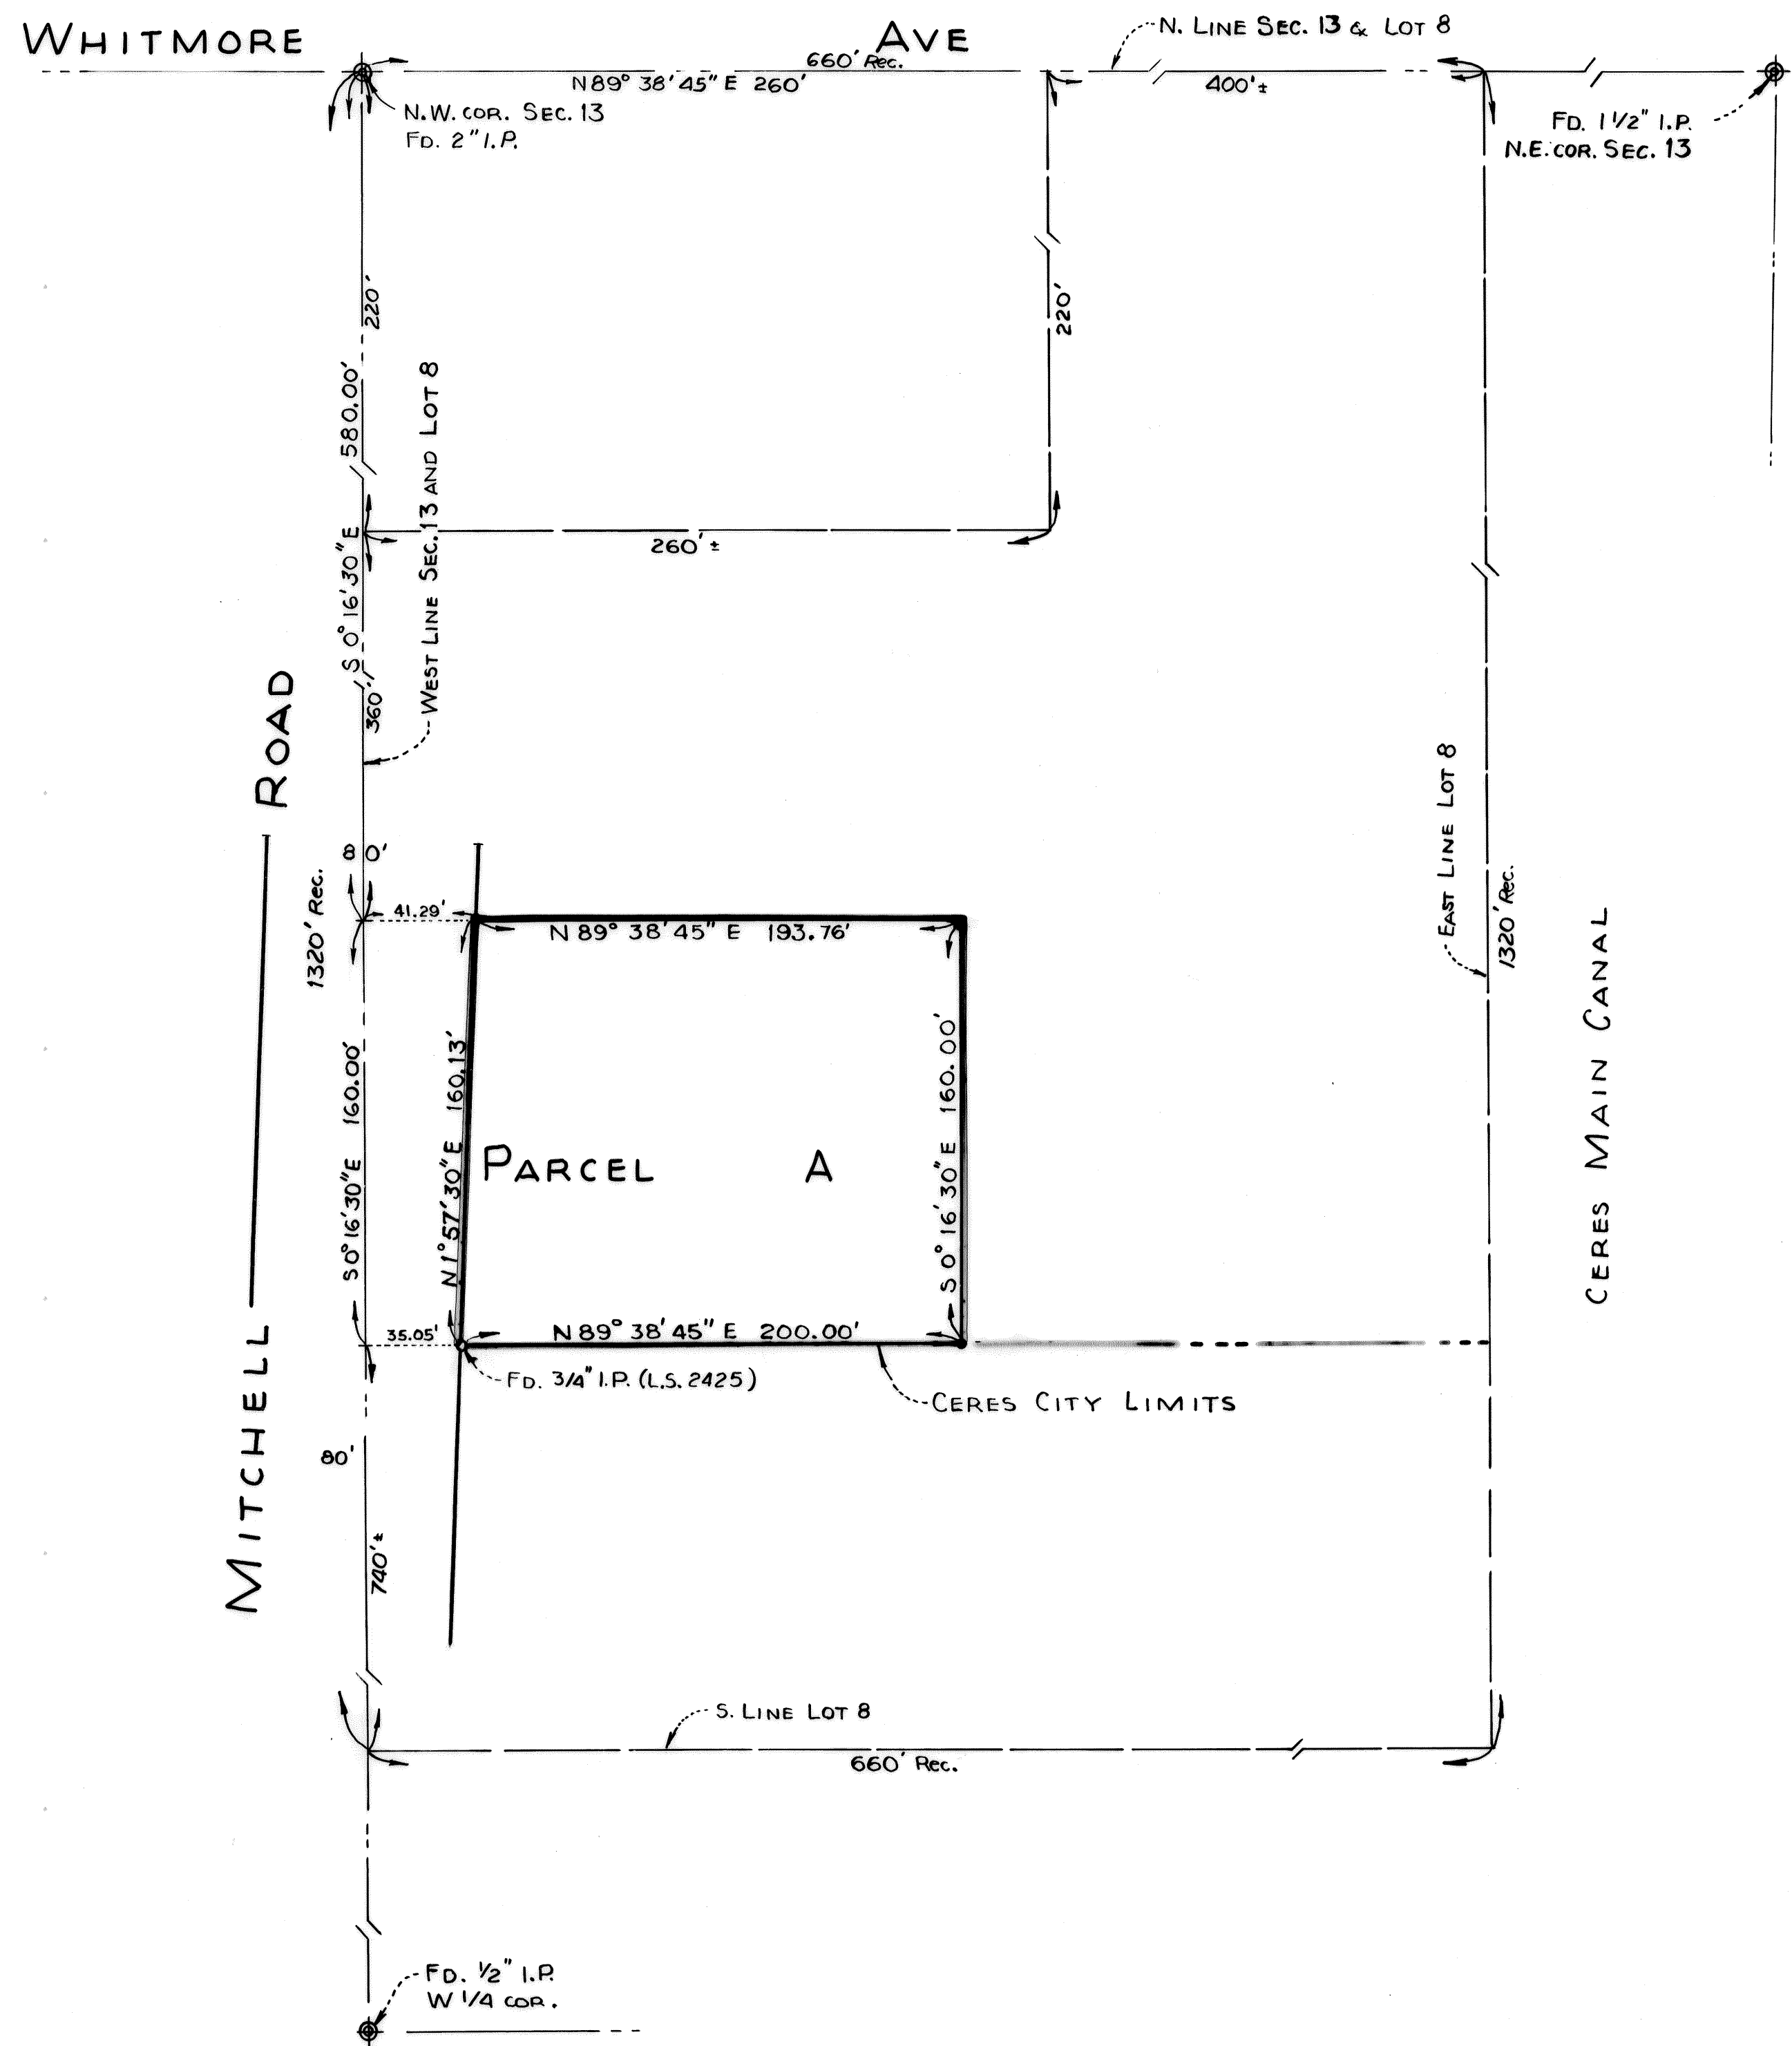 WHITMORE AVE
N. LINE SEC. 13 & LOT 8
660' Rec.
N89° 38' 45" E 260'
400'±
N.W. COR. SEC. 13
FD. 2" I.P.
FD. 1 1/2" I.P.
N.E. COR. SEC. 13
220'
220'
580.00'
S 0° 16' 30" E
WEST LINE SEC. 13 AND LOT 8
260'±
360'
MITCHELL ROAD
80'
1320' Rec.
41.29'
N 89° 38' 45" E 193.76'
EAST LINE LOT 8
1320' Rec.
CERES MAIN CANAL
S 0° 16' 30" E 160.00'
N 1° 57' 30" E 160.13'
S 0° 16' 30" E 160.00'
PARCEL A
35.05'
N 89° 38' 45" E 200.00'
FD. 3/4" I.P. (L.S. 2425)
CERES CITY LIMITS
80'
740'±
S. LINE LOT 8
660' Rec.
FD. 1/2" I.P.
W 1/4 COR.